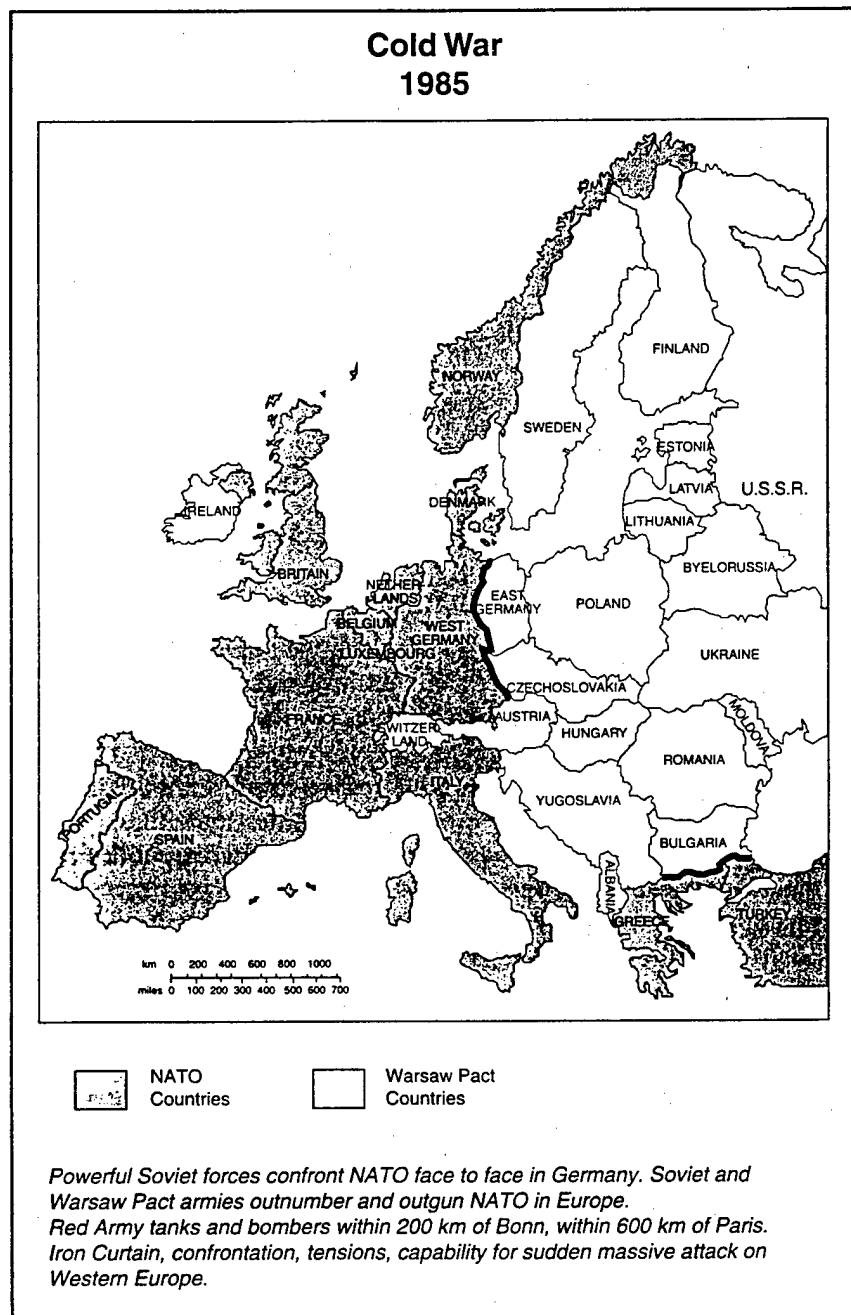 Cold War
1985
NORWAY
FINLAND
SWEDEN
ESTONIA
LATVIA
U.S.S.R.
DENMARK
LITHUANIA
IRELAND
BRITAIN
BYELORUSSIA
NETHER-
LANDS
EAST
GERMANY
POLAND
BELGIUM
WEST
GERMANY
LUXEMBOURG
UKRAINE
CZECHOSLOVAKIA
FRANCE
SWITZER
LAND
AUSTRIA
HUNGARY
MOLDOVA
ROMANIA
ITALY
YUGOSLAVIA
PORTUGAL
SPAIN
BULGARIA
ALBANIA
GREECE
TURKEY
km 0 200 400 600 800 1000
miles 0 100 200 300 400 500 600 700
NATO
Countries
Warsaw Pact
Countries
Powerful Soviet forces confront NATO face to face in Germany. Soviet and
Warsaw Pact armies outnumber and outgun NATO in Europe.
Red Army tanks and bombers within 200 km of Bonn, within 600 km of Paris.
Iron Curtain, confrontation, tensions, capability for sudden massive attack on
Western Europe.